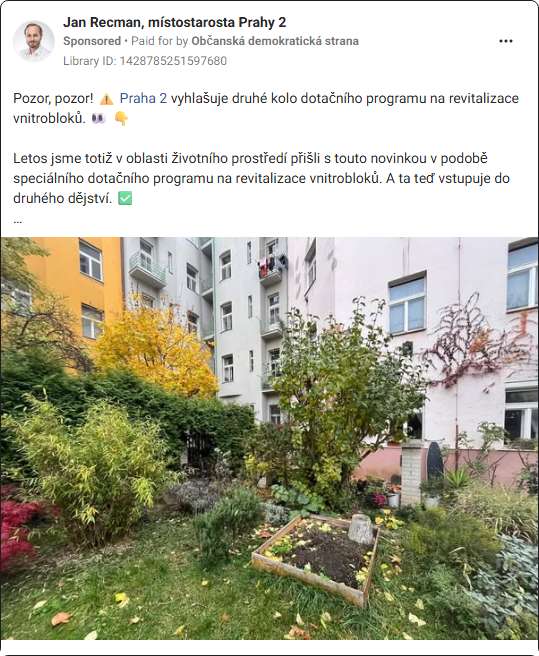 Jan Recman, místostarosta Prahy 2
Sponsored • Paid for by Občanská demokratická strana
Library ID: 1428785251597680
Pozor, pozor! ⚠️ Praha 2 vyhlašuje druhé kolo dotačního programu na revitalizace
vnitrobloků. 👀 👇
Letos jsme totiž v oblasti životního prostředí přišli s touto novinkou v podobě
speciálního dotačního programu na revitalizace vnitrobloků. A ta teď vstupuje do
druhého dějství. ✅
...